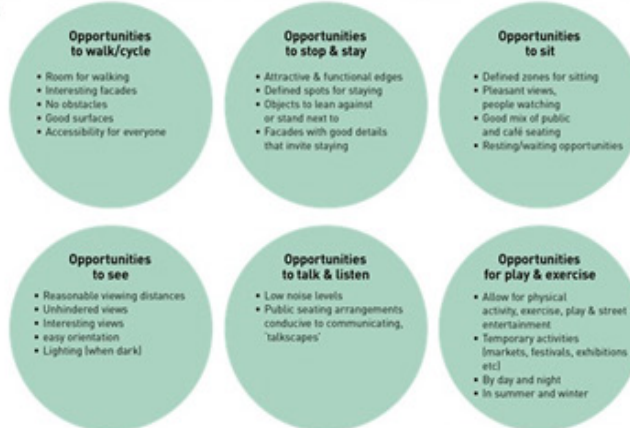 Opportunities
to walk/cycle
• Room for walking
• Interesting facades
• No obstacles
• Good surfaces
• Accessibility for everyone
Opportunities
to stop & stay
• Attractive & functional edges
• Defined spots for staying
• Objects to lean against
or stand next to
• Facades with good details
that invite staying
Opportunities
to sit
• Defined zones for sitting
• Pleasant views,
people watching
• Good mix of public
and café seating
• Resting/waiting opportunities
Opportunities
to see
• Reasonable viewing distances
• Unhindered views
• Interesting views
• easy orientation
• Lighting (when dark)
Opportunities
to talk & listen
• Low noise levels
• Public seating arrangements
conducive to communicating,
'talkscapes'
Opportunities
for play & exercise
• Allow for physical
activity, exercise, play & street
entertainment
• Temporary activities
(markets, festivals, exhibitions
etc)
• By day and night
• In summer and winter